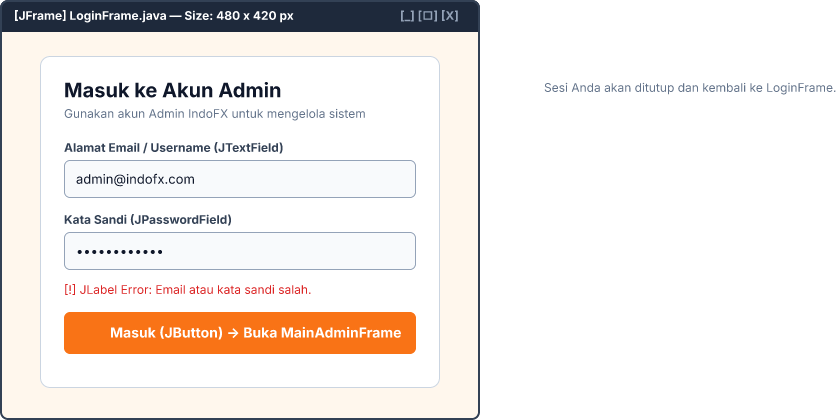 [JFrame] LoginFrame.java — Size: 480 x 420 px
[_] [□] [X]
Masuk ke Akun Admin
Gunakan akun Admin IndoFX untuk mengelola sistem
Alamat Email / Username (JTextField)
admin@indofx.com
Kata Sandi (JPasswordField)
••••••••••••
[!] JLabel Error: Email atau kata sandi salah.
Masuk (JButton) → Buka MainAdminFrame
Sesi Anda akan ditutup dan kembali ke LoginFrame.